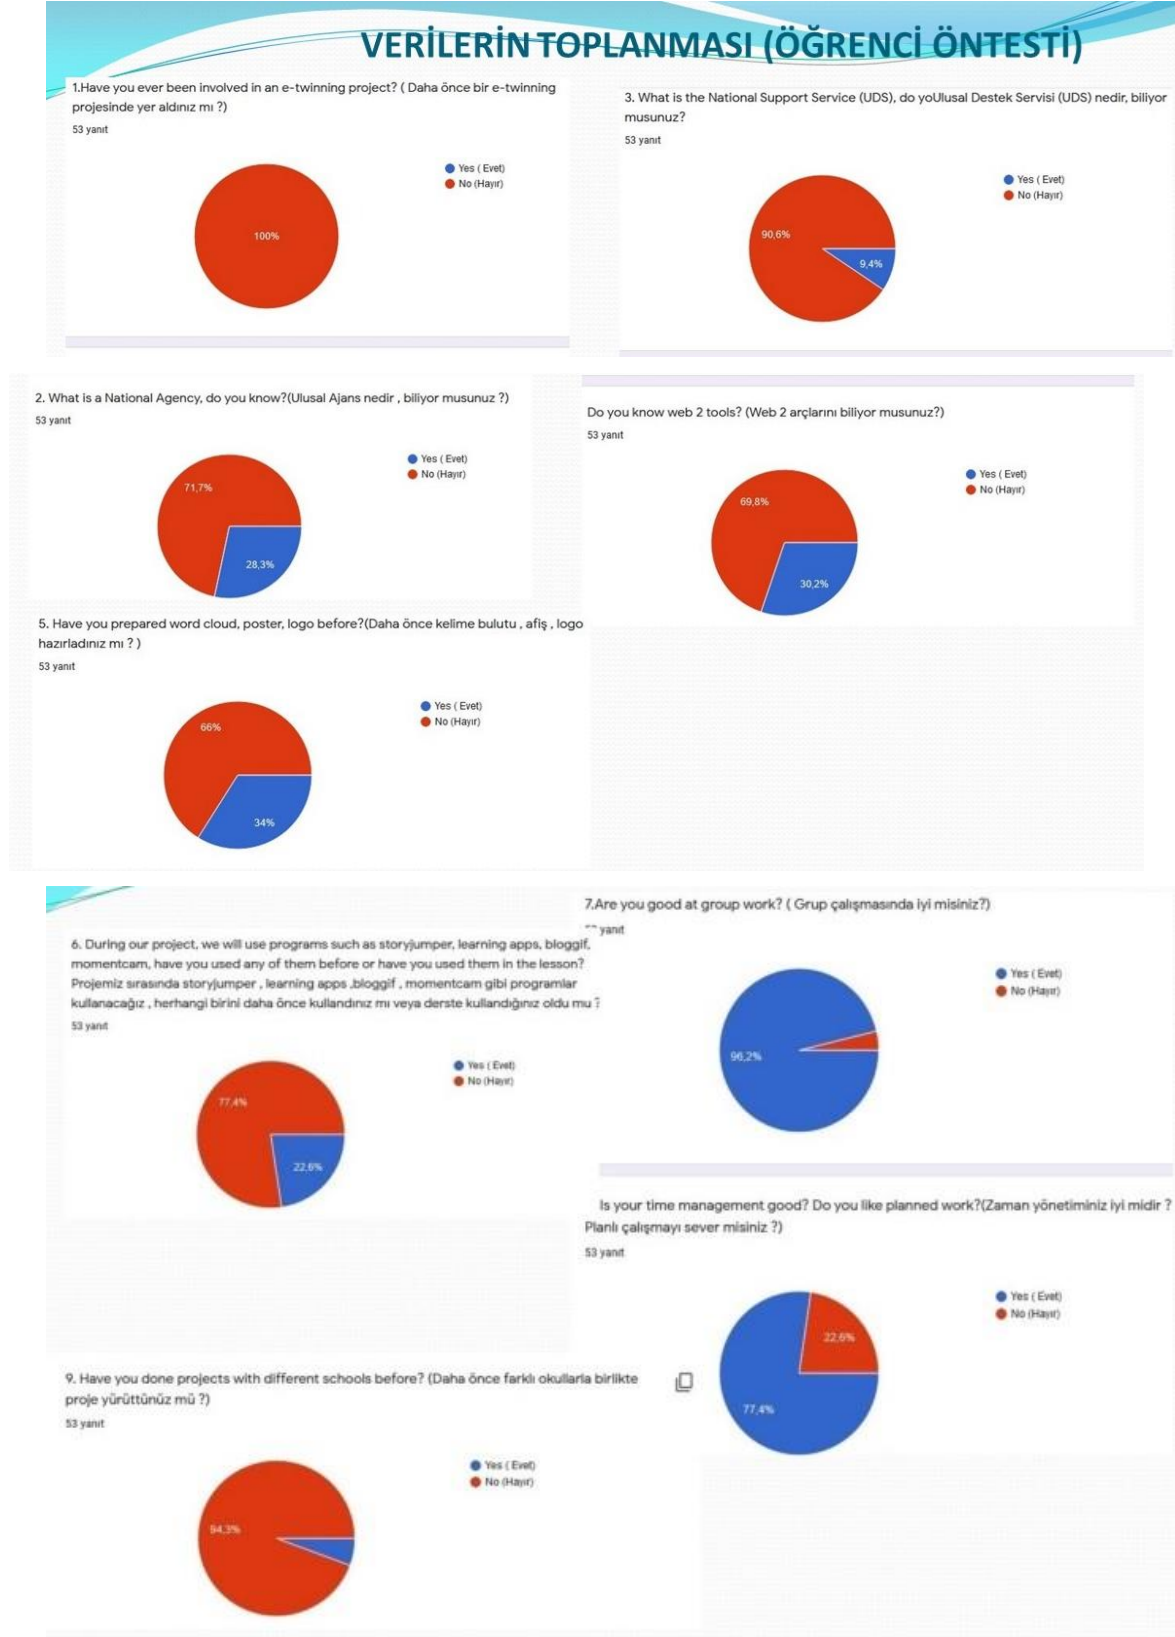 VERİLERİN TOPLANMASI (ÖĞRENCİ ÖNTESTİ)
1.Have you ever been involved in an e-twinning project? ( Daha önce bir e-twinning
projesinde yer aldınız mı ?)
53 yanıt
Yes ( Evet)
No (Hayır)
100%
3. What is the National Support Service (UDS), do yoUlusal Destek Servisi (UDS) nedir, biliyor
musunuz?
53 yanıt
Yes ( Evet)
No (Hayır)
90,6%
9,4%
2. What is a National Agency, do you know?(Ulusal Ajans nedir , biliyor musunuz ?)
53 yanıt
Yes ( Evet)
No (Hayır)
71,7%
28,3%
Do you know web 2 tools? (Web 2 arçlarını biliyor musunuz?)
53 yanıt
Yes ( Evet)
No (Hayır)
69,8%
30,2%
5. Have you prepared word cloud, poster, logo before?(Daha önce kelime bulutu , afiş , logo
hazırladınız mı ? )
53 yanıt
Yes ( Evet)
No (Hayır)
66%
34%
6. During our project, we will use programs such as storyjumper, learning apps, bloggif,
momentcam, have you used any of them before or have you used them in the lesson?
Projemiz sırasında storyjumper , learning apps ,bloggif , momentcam gibi programlar
kullanacağız , herhangi birini daha önce kullandınız mı veya derste kullandığınız oldu mu ?
53 yanıt
Yes ( Evet)
No (Hayır)
77,4%
22,6%
7.Are you good at group work? ( Grup çalışmasında iyi misiniz?)
yanıt
Yes ( Evet)
No (Hayır)
96,2%
Is your time management good? Do you like planned work?(Zaman yönetiminiz iyi midir ?
Planlı çalışmayı sever misiniz ?)
53 yanıt
Yes ( Evet)
No (Hayır)
22,6%
77,4%
9. Have you done projects with different schools before? (Daha önce farklı okullarla birlikte
proje yürüttünüz mü ?)
53 yanıt
Yes ( Evet)
No (Hayır)
94,3%